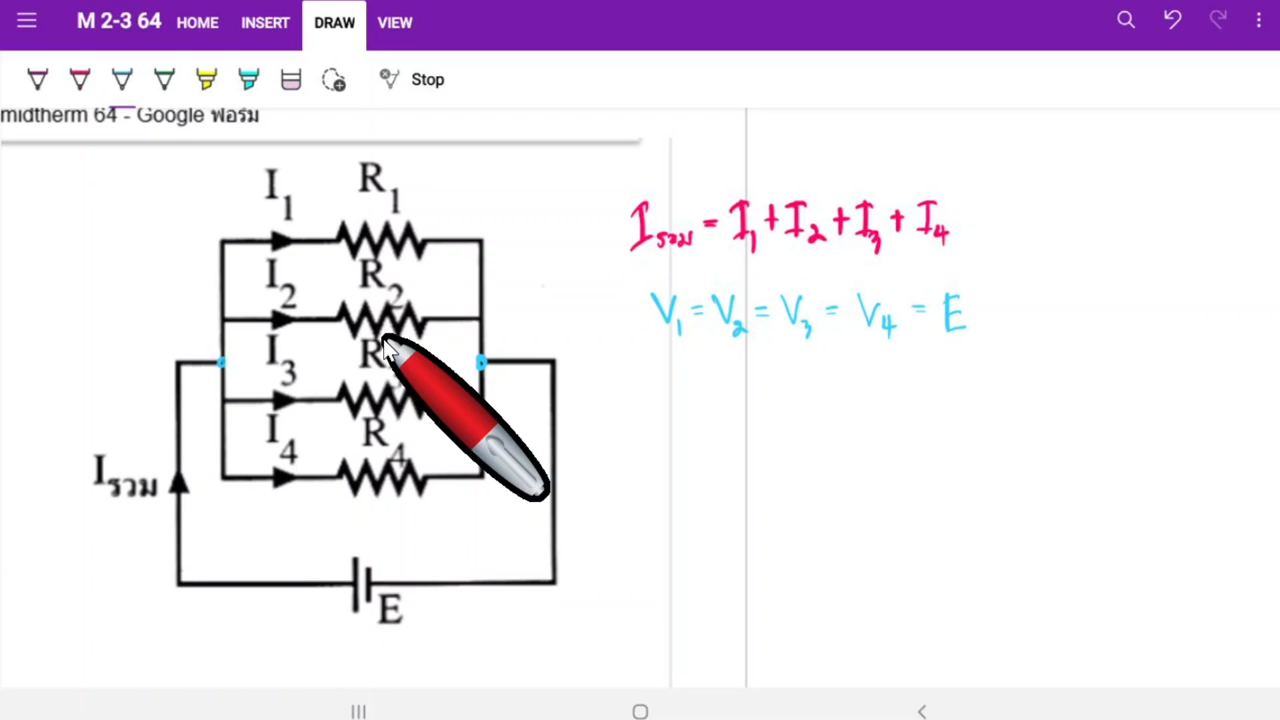 M 2-3 64 HOME INSERT DRAW VIEW
Stop
midtherm 64 - Google ฟอร์ม
I1 R1
I2 R2
I3 R3
I4 R4
Iรวม
E
Iรวม = I1 + I2 + I3 + I4
V1 = V2 = V3 = V4 = E